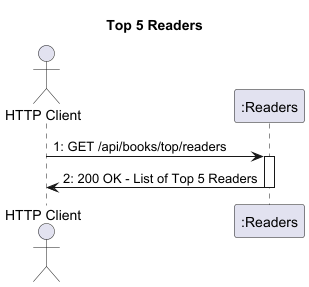 Top 5 Readers
HTTP Client
:Readers
1: GET /api/books/top/readers
2: 200 OK - List of Top 5 Readers
HTTP Client
:Readers